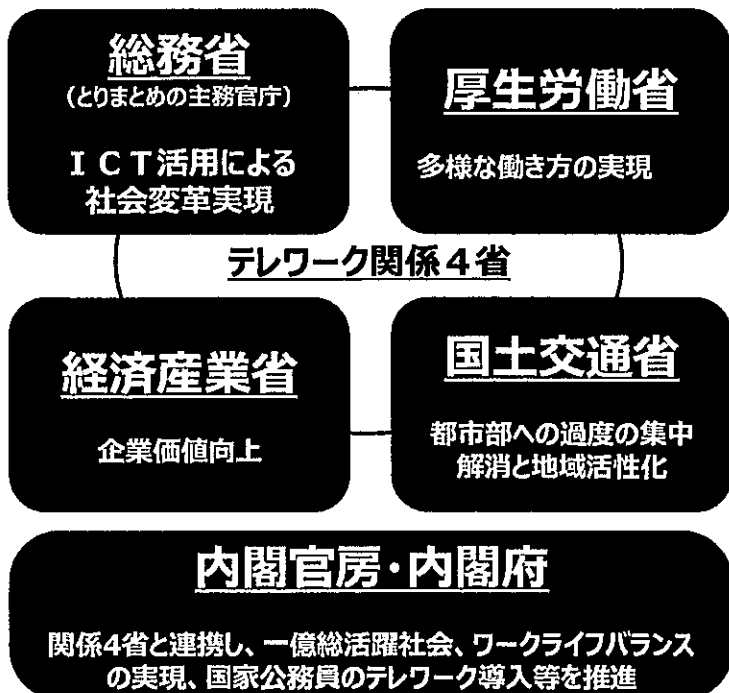 総務省
（とりまとめの主務官庁）
ＩＣＴ活用による
社会変革実現
厚生労働省
多様な働き方の実現
テレワーク関係４省
経済産業省
企業価値向上
国土交通省
都市部への過度の集中
解消と地域活性化
内閣官房・内閣府
関係4省と連携し、一億総活躍社会、ワークライフバランス
の実現、国家公務員のテレワーク導入等を推進